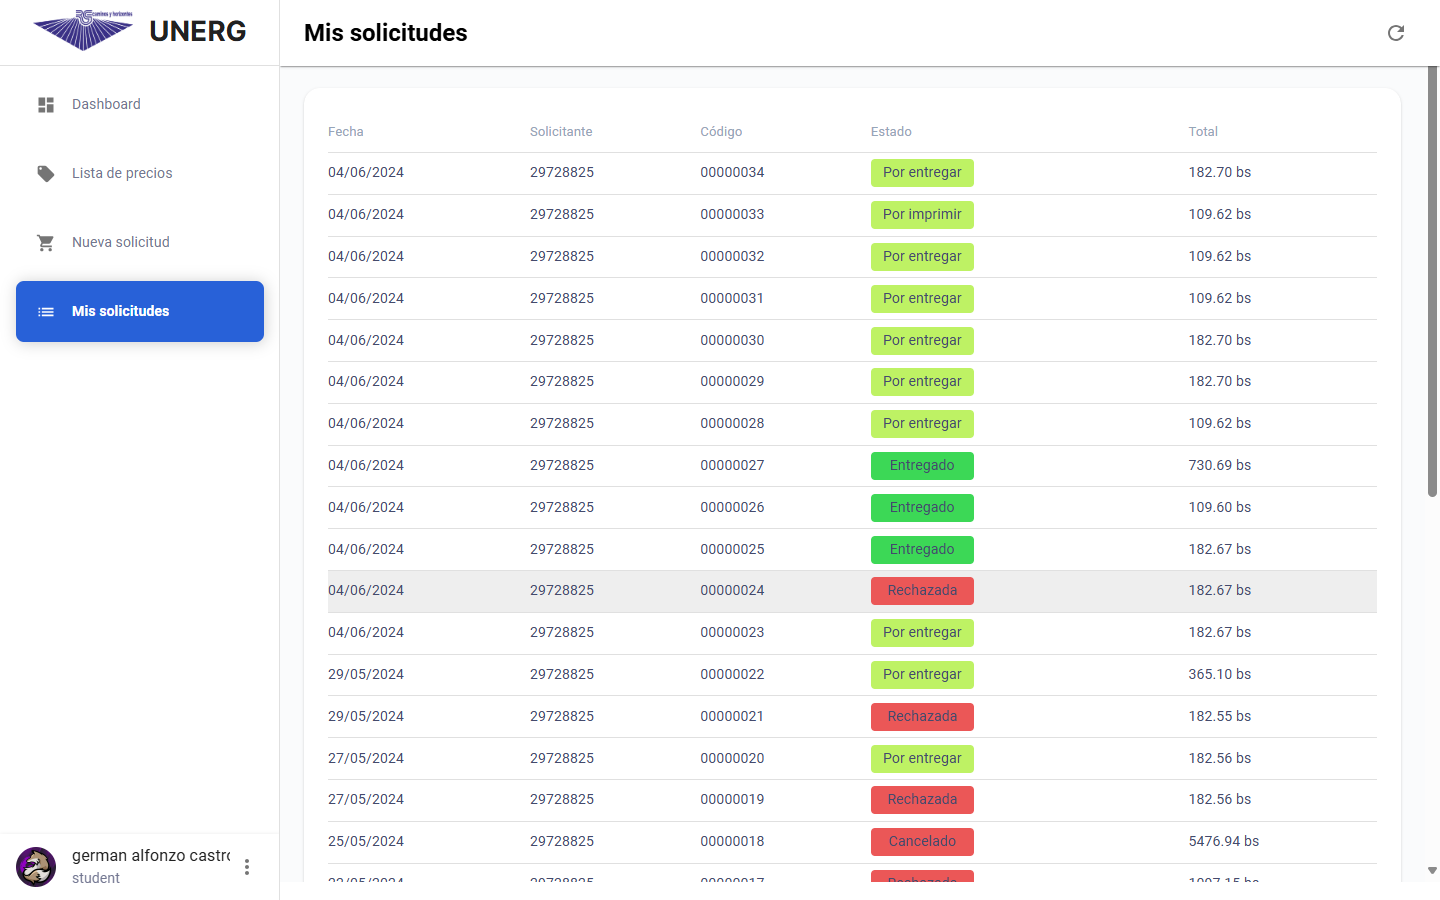 caminos y horizontes
UNERG
Mis solicitudes
Dashboard
Lista de precios
Nueva solicitud
Mis solicitudes
Fecha Solicitante Código Estado Total
04/06/2024 29728825 00000034 Por entregar 182.70 bs
04/06/2024 29728825 00000033 Por imprimir 109.62 bs
04/06/2024 29728825 00000032 Por entregar 109.62 bs
04/06/2024 29728825 00000031 Por entregar 109.62 bs
04/06/2024 29728825 00000030 Por entregar 182.70 bs
04/06/2024 29728825 00000029 Por entregar 182.70 bs
04/06/2024 29728825 00000028 Por entregar 109.62 bs
04/06/2024 29728825 00000027 Entregado 730.69 bs
04/06/2024 29728825 00000026 Entregado 109.60 bs
04/06/2024 29728825 00000025 Entregado 182.67 bs
04/06/2024 29728825 00000024 Rechazada 182.67 bs
04/06/2024 29728825 00000023 Por entregar 182.67 bs
29/05/2024 29728825 00000022 Por entregar 365.10 bs
29/05/2024 29728825 00000021 Rechazada 182.55 bs
27/05/2024 29728825 00000020 Por entregar 182.56 bs
27/05/2024 29728825 00000019 Rechazada 182.56 bs
25/05/2024 29728825 00000018 Cancelado 5476.94 bs
29728825 00000017 Rechazada
german alfonzo castro
student